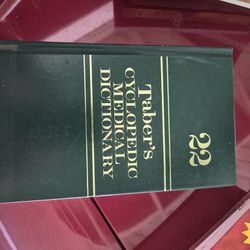 22
Taber's
CYCLOPEDIC
MEDICAL
DICTIONARY